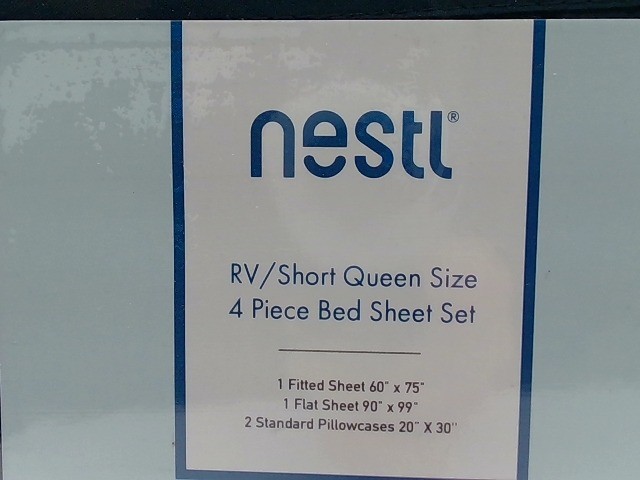 nestl®
RV/Short Queen Size
4 Piece Bed Sheet Set
1 Fitted Sheet 60" x 75"
1 Flat Sheet 90" x 99"
2 Standard Pillowcases 20" X 30"